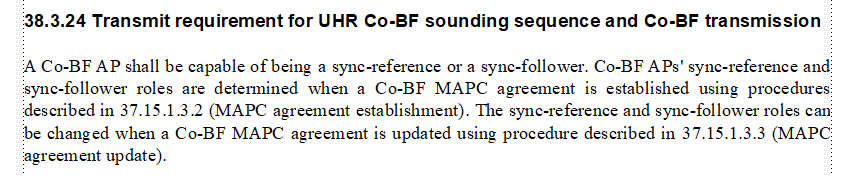 38.3.24 Transmit requirement for UHR Co-BF sounding sequence and Co-BF transmission
A Co-BF AP shall be capable of being a sync-reference or a sync-follower. Co-BF APs' sync-reference and
sync-follower roles are determined when a Co-BF MAPC agreement is established using procedures
described in 37.15.1.3.2 (MAPC agreement establishment). The sync-reference and sync-follower roles can
be changed when a Co-BF MAPC agreement is updated using procedure described in 37.15.1.3.3 (MAPC
agreement update).